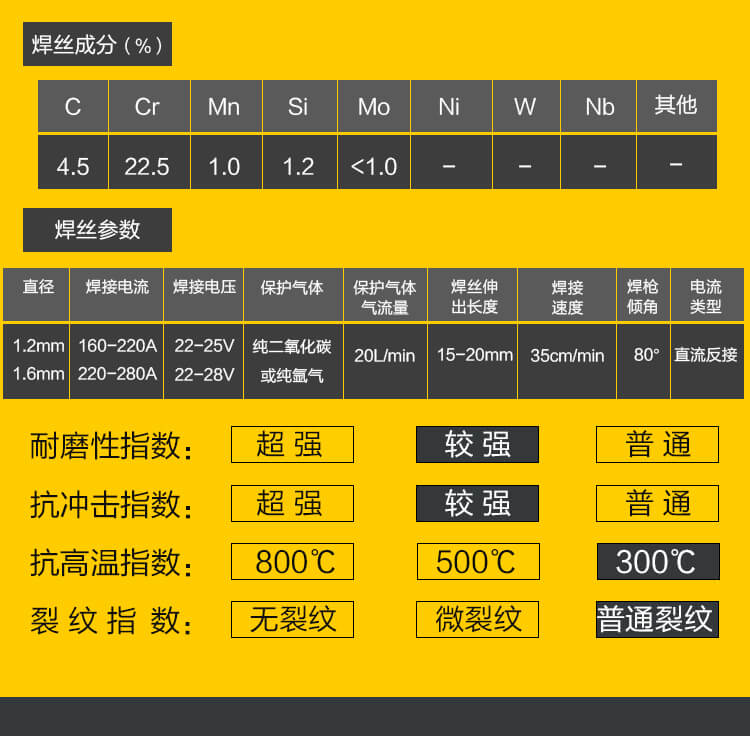 焊丝成分(%)
C Cr Mn Si Mo Ni W Nb 其他
4.5 22.5 1.0 1.2 <1.0 - - - -
焊丝参数
直径 焊接电流 焊接电压 保护气体 保护气体 焊丝伸 焊接 焊枪 电流
气流量 出长度 速度 倾角 类型
1.2mm 160-220A 22-25V 纯二氧化碳 20L/min 15-20mm 35cm/min 80° 直流反接
1.6mm 220-280A 22-28V 或纯氩气
耐磨性指数: 超强 较强 普通
抗冲击指数: 超强 较强 普通
抗高温指数: 800℃ 500℃ 300℃
裂纹指数: 无裂纹 微裂纹 普通裂纹